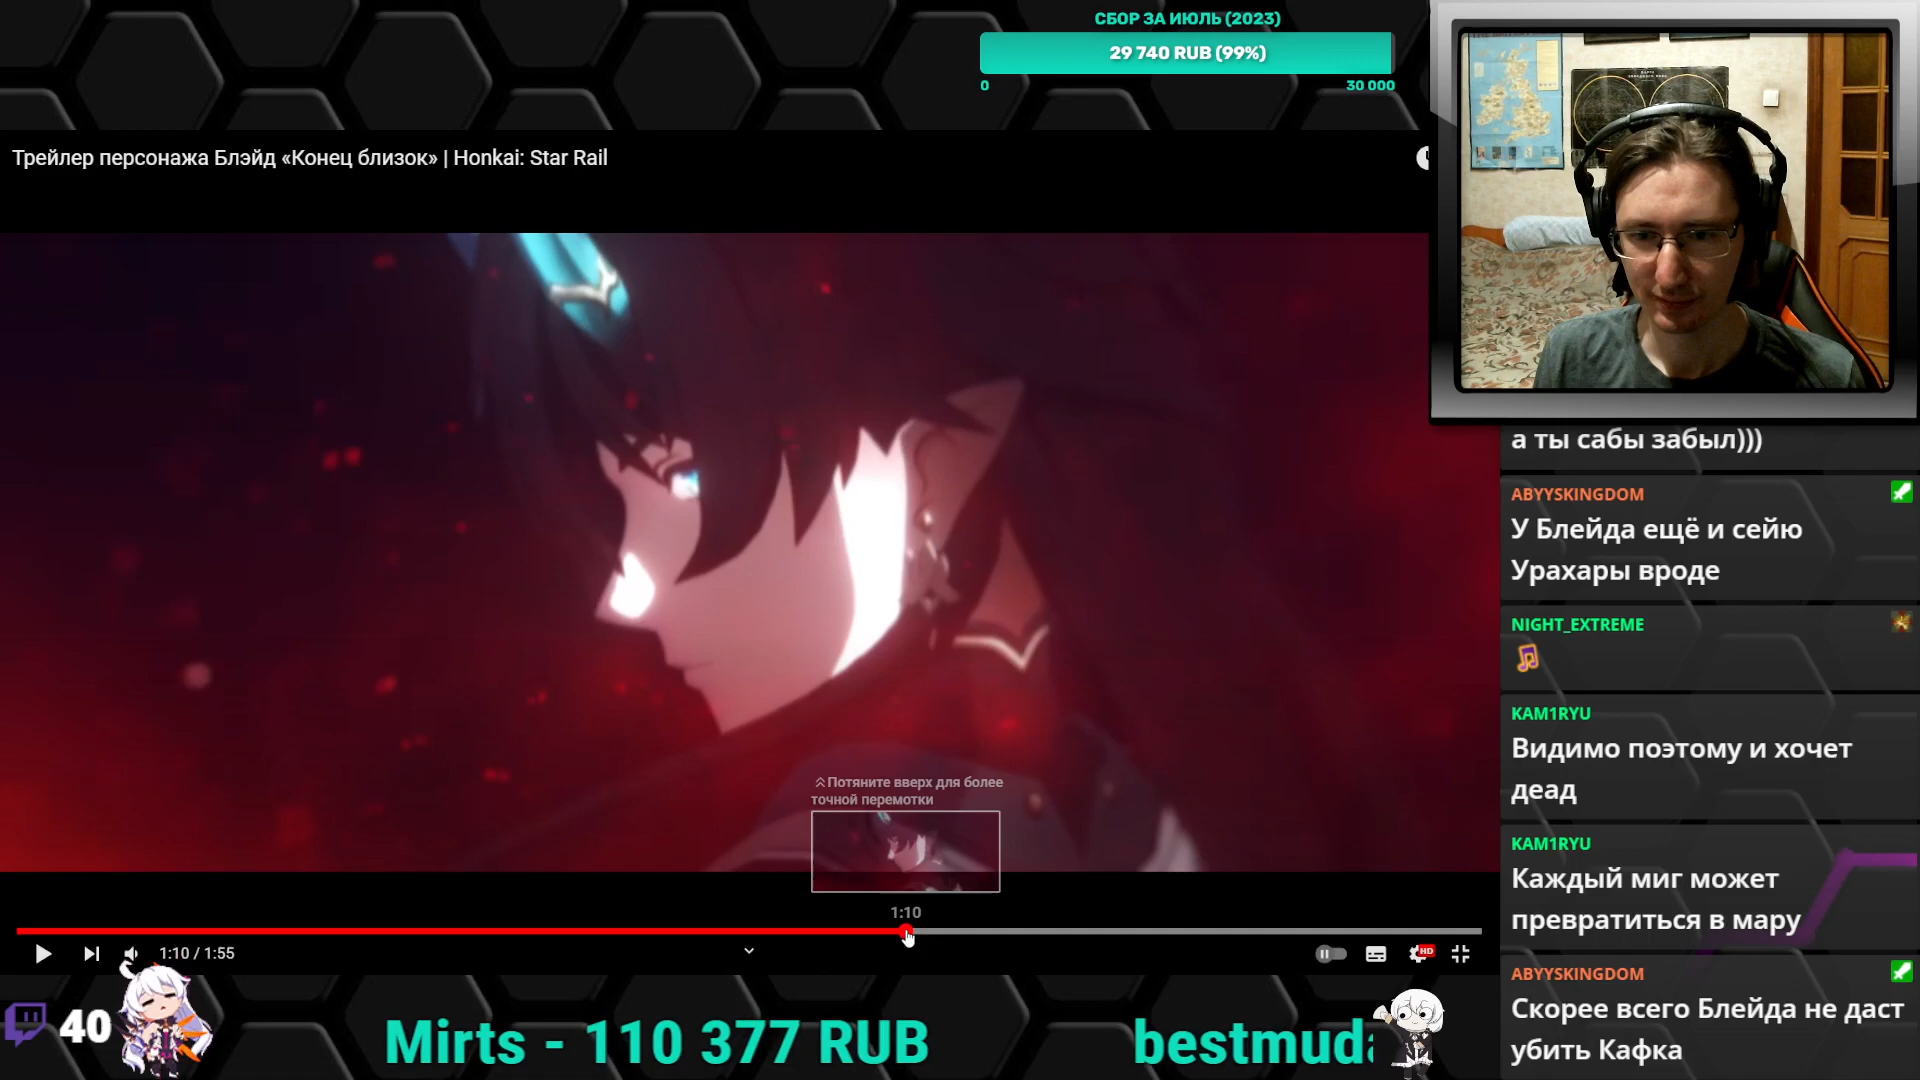 СБОР ЗА ИЮЛЬ (2023)
29 740 RUB (99%)
0
30 000
Трейлер персонажа Блэйд «Конец близок» | Honkai: Star Rail
а ты сабы забыл)))
ABYYSKINGDOM
У Блейда ещё и сейю
Урахары вроде
NIGHT_EXTREME
KAM1RYU
Видимо поэтому и хочет
деад
KAM1RYU
Каждый миг может
превратиться в мару
ABYYSKINGDOM
Скорее всего Блейда не даст
убить Кафка
Потяните вверх для более
точной перемотки
1:10
1:10 / 1:55
HD
40
Mirts - 110 377 RUB
bestmuda